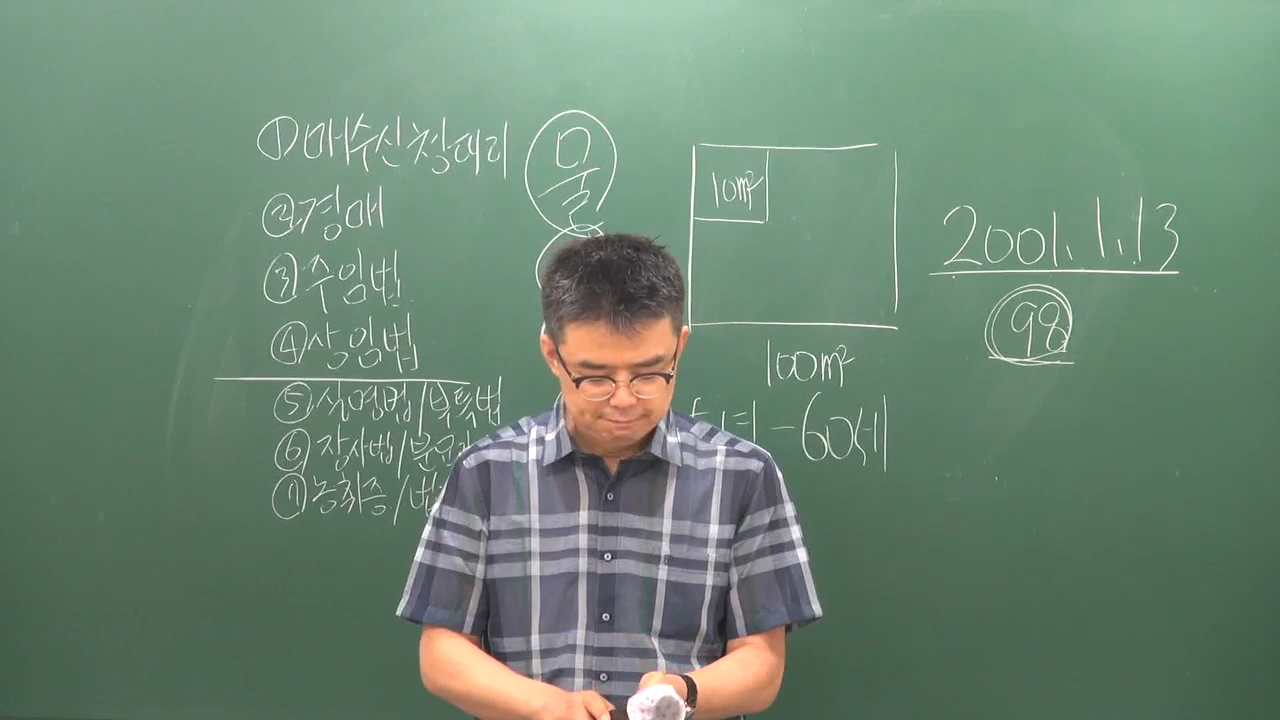 ①매수신청대리
②경매
③주임법
④상임법
⑤실명법/부특법
⑥장사법/분묘
⑦농취증/법
물
10m²
100m²
-60년
2001.1.13
98